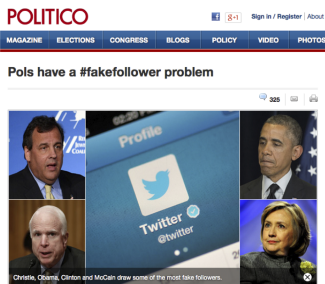 POLITICO
Sign in / Register | About
MAGAZINE ELECTIONS CONGRESS BLOGS POLICY VIDEO PHOTOS
Pols have a #fakefollower problem
325
Profile
Twitter
@twitter
Christie, Obama, Clinton and McCain draw some of the most fake followers.